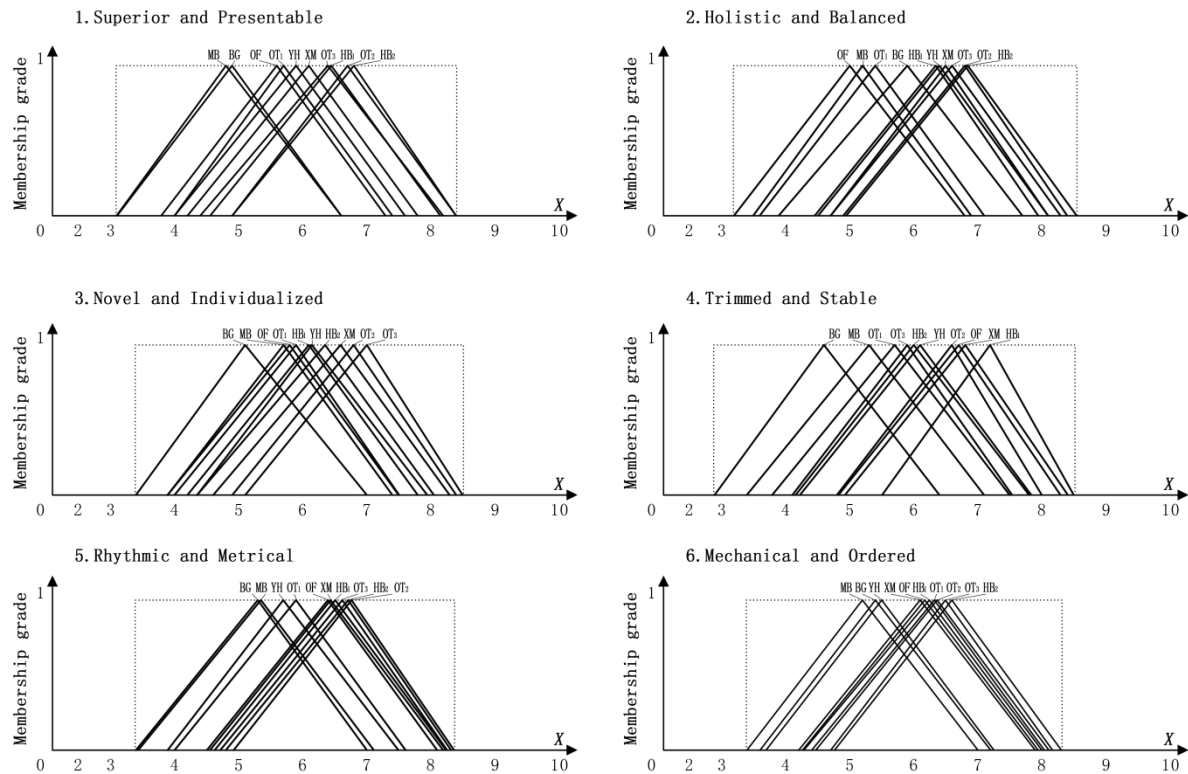 1.Superior and Presentable
MB BG OF OT₁ YH XM OT₃ HB₁ OT₂ HB₂
1
Membership grade
X
0 2 3 4 5 6 7 8 9 10
2.Holistic and Balanced
OF MB OT₁ BG HB₁ YH XM OT₃ OT₂ HB₂
1
Membership grade
X
0 2 3 4 5 6 7 8 9 10
3.Novel and Individualized
BG MB OF OT₁ HB₁ YH HB₂ XM OT₂ OT₃
1
Membership grade
X
0 2 3 4 5 6 7 8 9 10
4.Trimmed and Stable
BG MB OT₁ OT₃ HB₂ YH OT₂ OF XM HB₁
1
Membership grade
X
0 2 3 4 5 6 7 8 9 10
5.Rhythmic and Metrical
BG MB YH OT₁ OF XM HB₁ OT₃ HB₂ OT₂
1
Membership grade
X
0 2 3 4 5 6 7 8 9 10
6.Mechanical and Ordered
MB BG YH XM OF HB₁ OT₁ OT₂ OT₃ HB₂
1
Membership grade
X
0 2 3 4 5 6 7 8 9 10